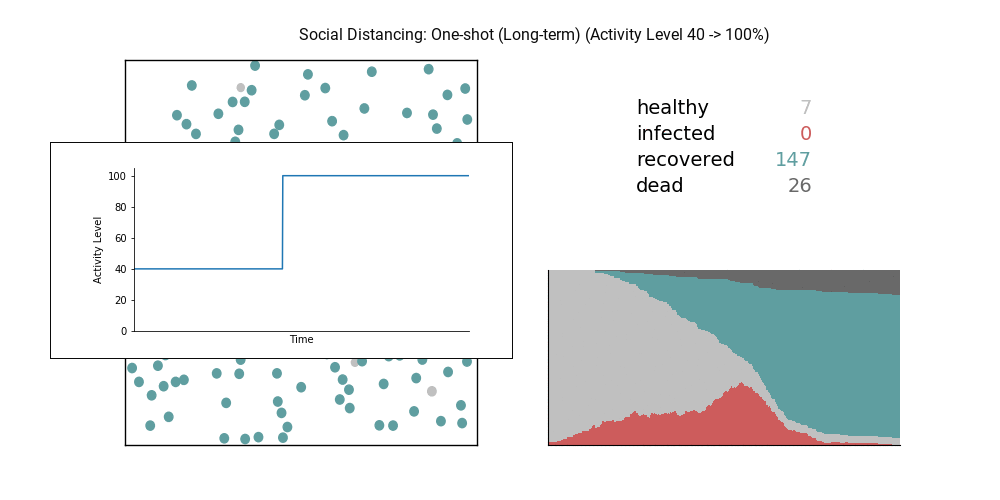 Social Distancing: One-shot (Long-term) (Activity Level 40 -> 100%)
healthy 7
infected 0
recovered 147
dead 26
100
80
60
40
20
0
Activity Level
Time